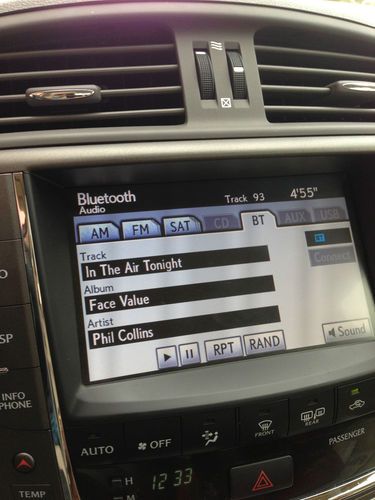 Bluetooth
Audio
Track 93
4'55"
AM
FM
SAT
CD
BT
AUX
USB
Track
In The Air Tonight
Album
Face Value
Connect
Artist
Phil Collins
RPT
RAND
Sound
SP
INFO
PHONE
AUTO
OFF
FRONT
REAR
PASSENGER
TEMP
H
M
12:33